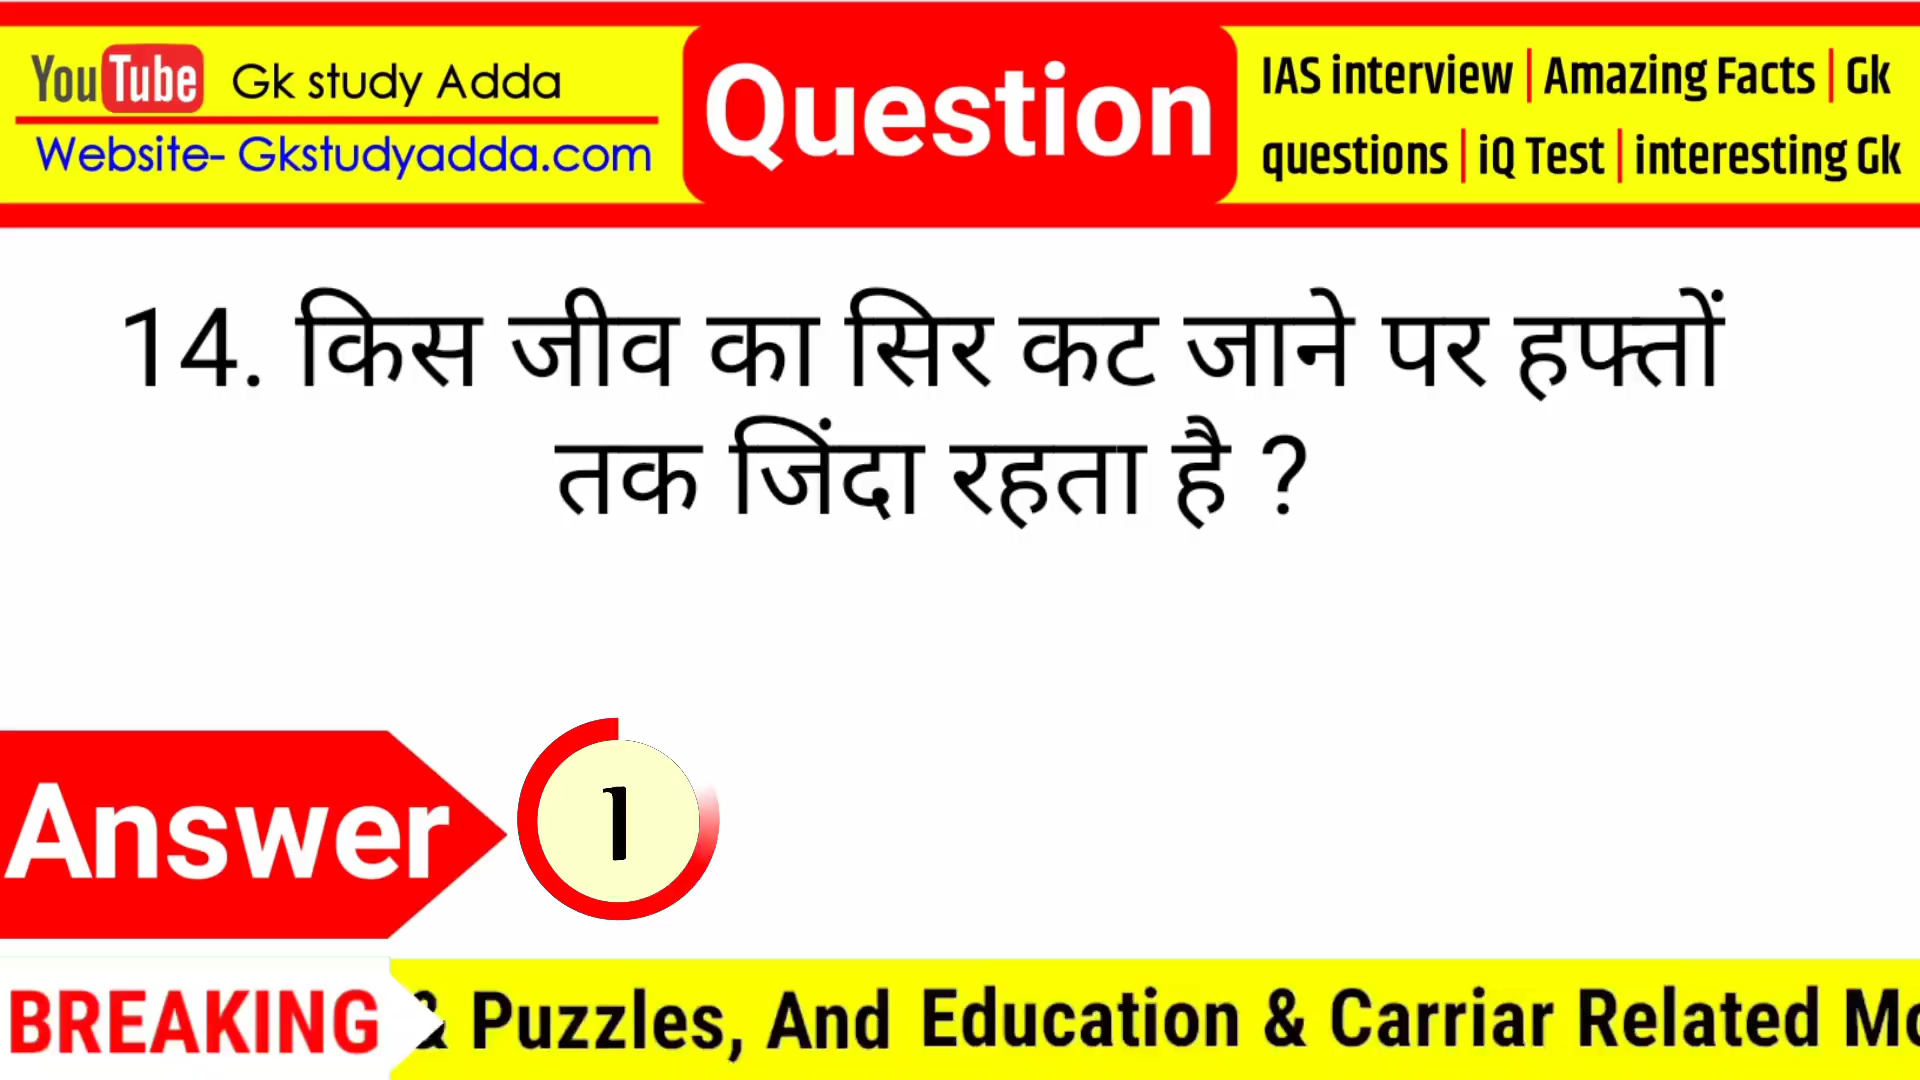 YouTube Gk study Adda
Website- Gkstudyadda.com
Question
IAS interview | Amazing Facts | Gk
questions | iQ Test | interesting Gk
14. किस जीव का सिर कट जाने पर हफ्तों
तक जिंदा रहता है ?
Answer
1
BREAKING
& Puzzles, And Education & Carriar Related